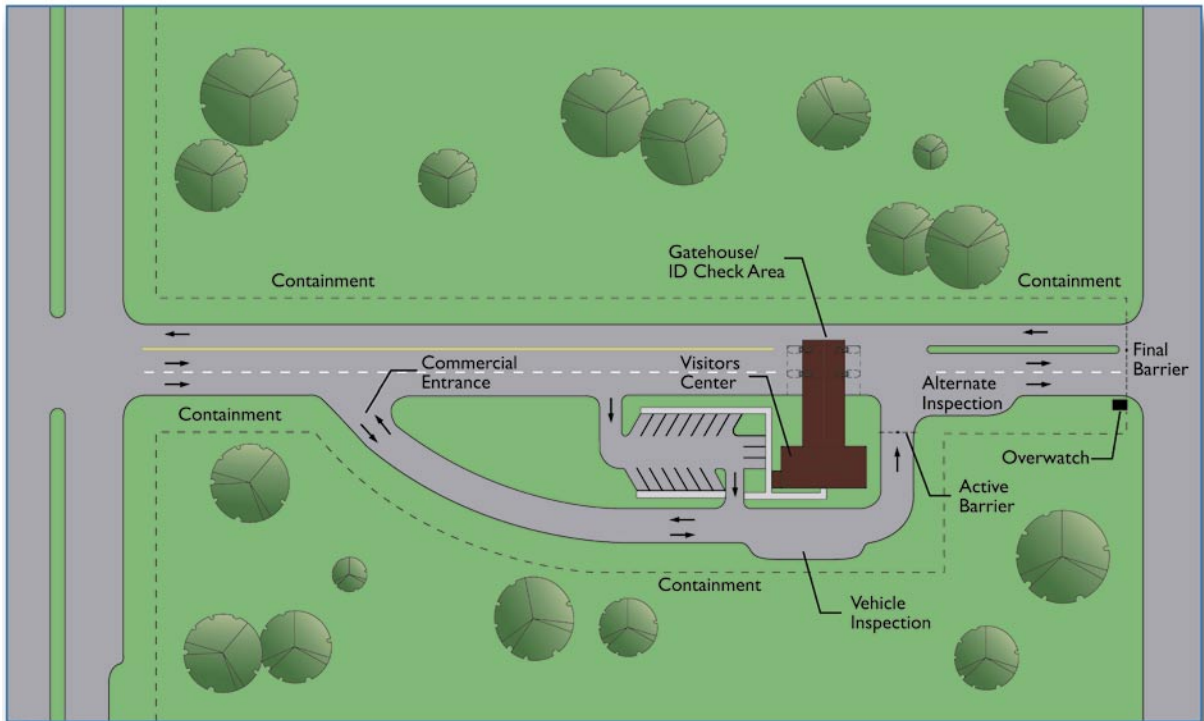 Gatehouse/
ID Check Area
Containment
Containment
Commercial
Entrance
Visitors
Center
Final
Barrier
Alternate
Inspection
Containment
Overwatch
Active
Barrier
Containment
Vehicle
Inspection